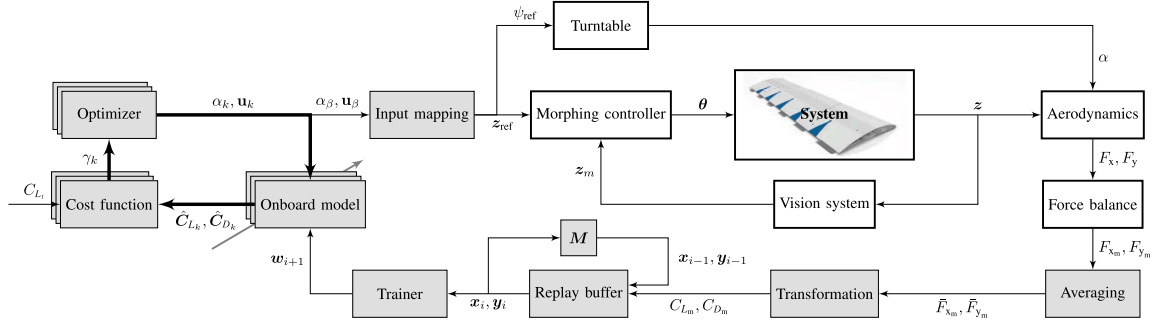 ψ_ref
Turntable
α
Optimizer
α_k, u_k
α_β, u_β
Input mapping
z_ref
Morphing controller
θ
System
z
Aerodynamics
γ_k
z_m
F_x, F_y
C_{L_t}
Cost function
Ĉ_{L_k}, Ĉ_{D_k}
Onboard model
Vision system
Force balance
w_{i+1}
M
x_{i−1}, y_{i−1}
F_{x_m}, F_{y_m}
Trainer
x_i, y_i
Replay buffer
C_{L_m}, C_{D_m}
Transformation
F̄_{x_m}, F̄_{y_m}
Averaging